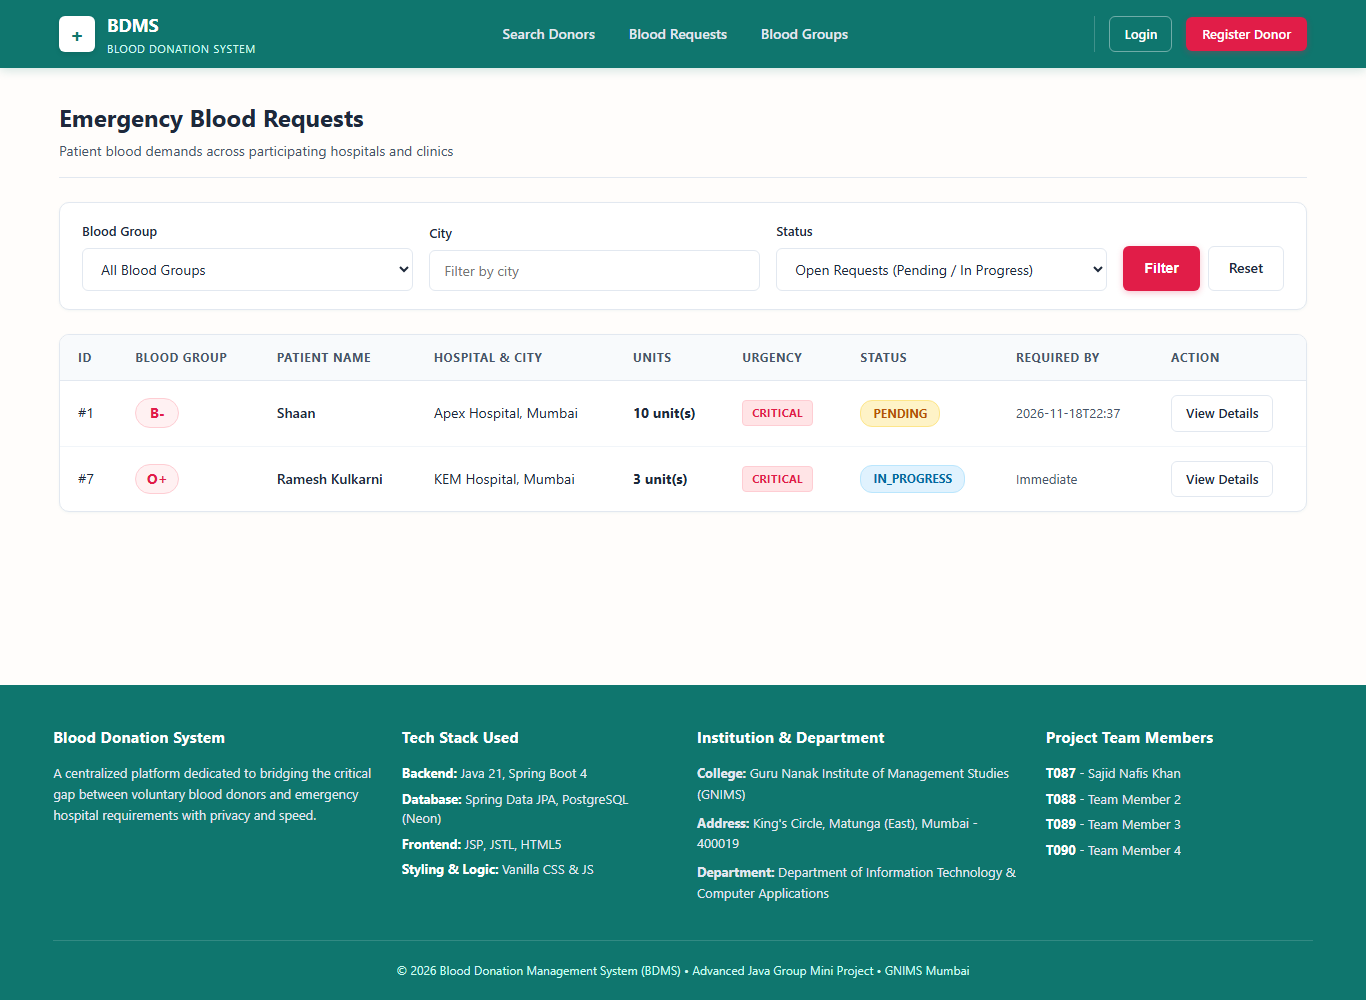 +
BDMS
BLOOD DONATION SYSTEM
Search Donors
Blood Requests
Blood Groups
Login
Register Donor
Emergency Blood Requests
Patient blood demands across participating hospitals and clinics
Blood Group
All Blood Groups
City
Filter by city
Status
Open Requests (Pending / In Progress)
Filter
Reset
ID BLOOD GROUP PATIENT NAME HOSPITAL & CITY UNITS URGENCY STATUS REQUIRED BY ACTION
#1 B- Shaan Apex Hospital, Mumbai 10 unit(s) CRITICAL PENDING 2026-11-18T22:37 View Details
#7 O+ Ramesh Kulkarni KEM Hospital, Mumbai 3 unit(s) CRITICAL IN_PROGRESS Immediate View Details
Blood Donation System
A centralized platform dedicated to bridging the critical
gap between voluntary blood donors and emergency
hospital requirements with privacy and speed.
Tech Stack Used
Backend: Java 21, Spring Boot 4
Database: Spring Data JPA, PostgreSQL
(Neon)
Frontend: JSP, JSTL, HTML5
Styling & Logic: Vanilla CSS & JS
Institution & Department
College: Guru Nanak Institute of Management Studies
(GNIMS)
Address: King's Circle, Matunga (East), Mumbai -
400019
Department: Department of Information Technology &
Computer Applications
Project Team Members
T087 - Sajid Nafis Khan
T088 - Team Member 2
T089 - Team Member 3
T090 - Team Member 4
© 2026 Blood Donation Management System (BDMS) • Advanced Java Group Mini Project • GNIMS Mumbai